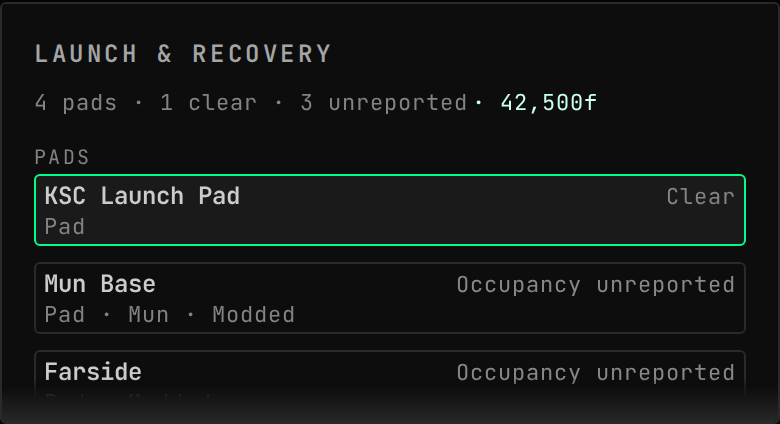 LAUNCH & RECOVERY
4 pads · 1 clear · 3 unreported · 42,500f
PADS
KSC Launch Pad Clear
Pad
Mun Base Occupancy unreported
Pad · Mun · Modded
Farside Occupancy unreported